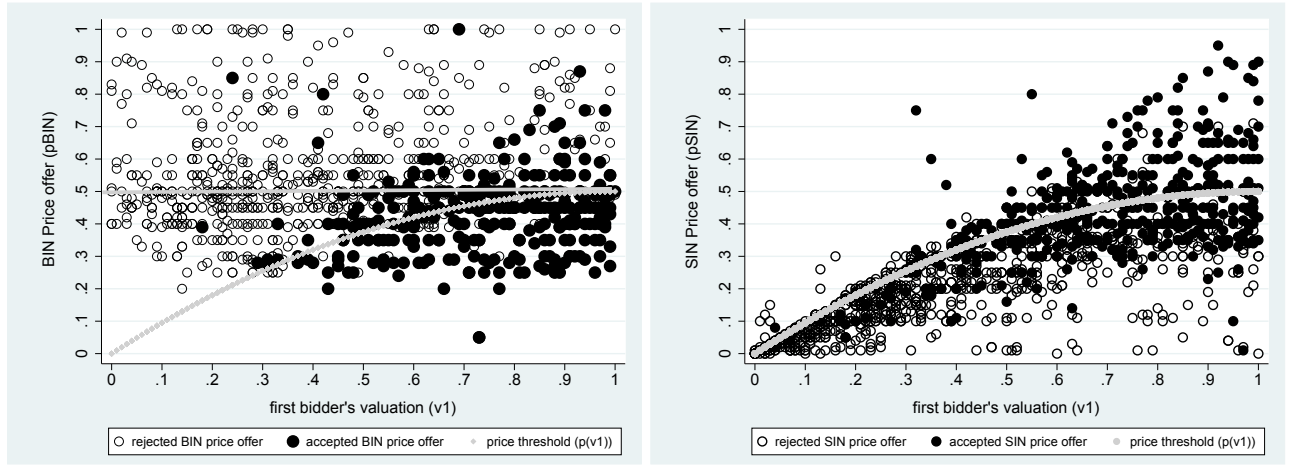 BIN Price offer (pBIN)
1
.9
.8
.7
.6
.5
.4
.3
.2
.1
0
0 .1 .2 .3 .4 .5 .6 .7 .8 .9 1
first bidder's valuation (v1)
rejected BIN price offer accepted BIN price offer price threshold (p(v1))
SIN Price offer (pSIN)
1
.9
.8
.7
.6
.5
.4
.3
.2
.1
0
0 .1 .2 .3 .4 .5 .6 .7 .8 .9 1
first bidder's valuation (v1)
rejected SIN price offer accepted SIN price offer price threshold (p(v1))